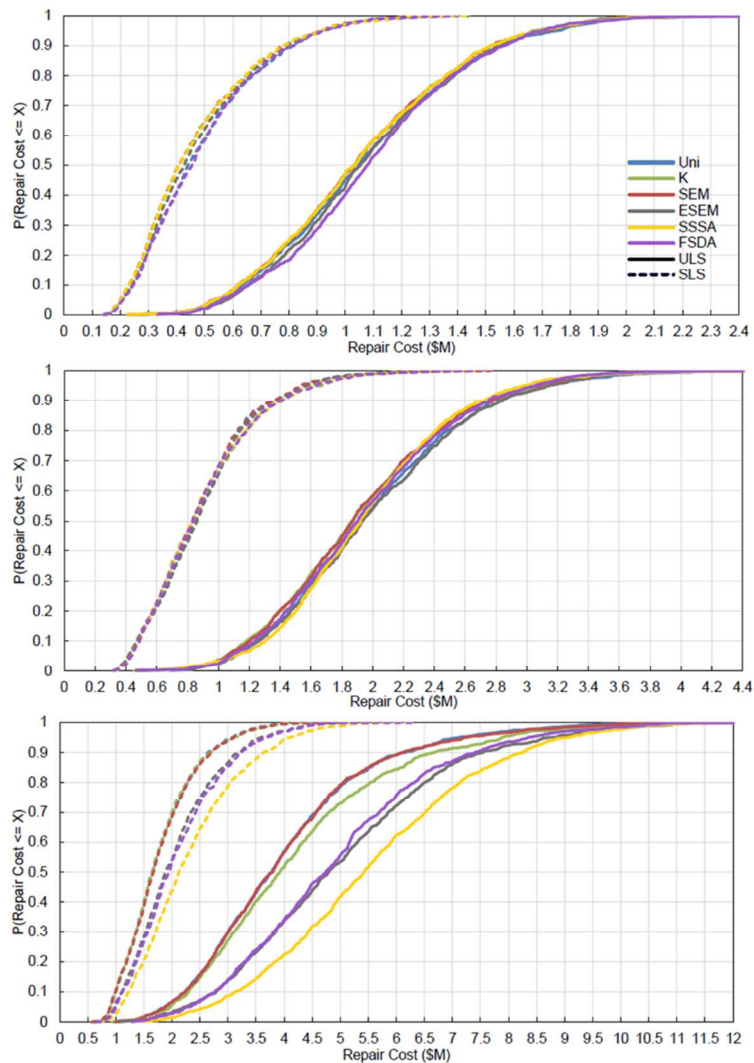 1
0.9
0.8
0.7
0.6
0.5
0.4
0.3
0.2
0.1
0
P(Repair Cost <= X)
Uni
K
SEM
ESEM
SSSA
FSDA
ULS
SLS
0 0.1 0.2 0.3 0.4 0.5 0.6 0.7 0.8 0.9 1 1.1 1.2 1.3 1.4 1.5 1.6 1.7 1.8 1.9 2 2.1 2.2 2.3 2.4
Repair Cost ($M)
1
0.9
0.8
0.7
0.6
0.5
0.4
0.3
0.2
0.1
0
P(Repair Cost <= X)
0 0.2 0.4 0.6 0.8 1 1.2 1.4 1.6 1.8 2 2.2 2.4 2.6 2.8 3 3.2 3.4 3.6 3.8 4 4.2 4.4
Repair Cost ($M)
1
0.9
0.8
0.7
0.6
0.5
0.4
0.3
0.2
0.1
0
P(Repair Cost <= X)
0 0.5 1 1.5 2 2.5 3 3.5 4 4.5 5 5.5 6 6.5 7 7.5 8 8.5 9 9.5 10 10.5 11 11.5 12
Repair Cost ($M)